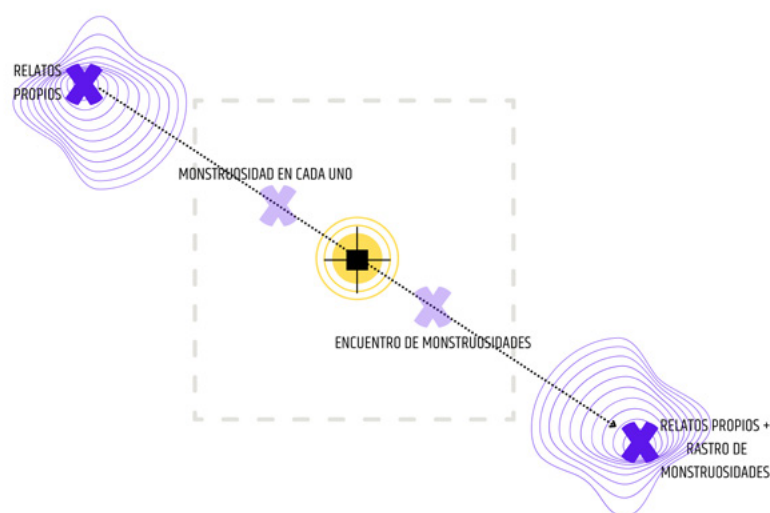 RELATOS
PROPIOS
MONSTRUOSIDAD EN CADA UNO
ENCUENTRO DE MONSTRUOSIDADES
RELATOS PROPIOS +
RASTRO DE
MONSTRUOSIDADES